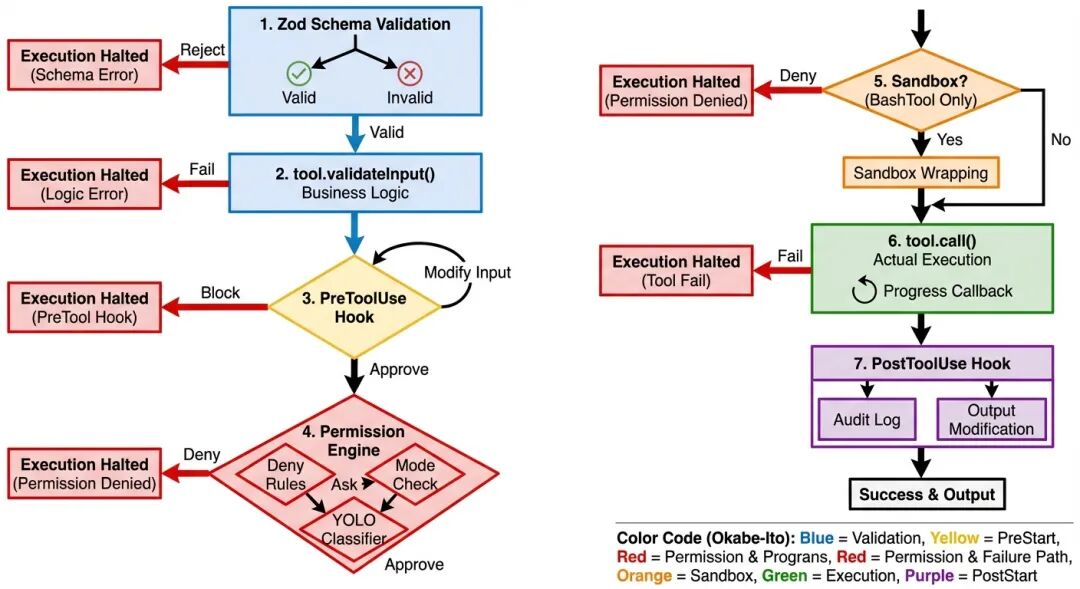 1. Zod Schema Validation
Valid
Invalid
Reject
Execution Halted
(Schema Error)
Valid
2. tool.validateInput()
Business Logic
Fail
Execution Halted
(Logic Error)
Modify Input
3. PreToolUse
Hook
Block
Execution Halted
(PreTool Hook)
Approve
4. Permission
Engine
Deny
Rules
Ask
Mode
Check
YOLO
Classifier
Deny
Execution Halted
(Permission Denied)
Approve
5. Sandbox?
(BashTool Only)
Deny
Execution Halted
(Permission Denied)
Yes
No
Sandbox Wrapping
6. tool.call()
Actual Execution
Progress Callback
Fail
Execution Halted
(Tool Fail)
7. PostToolUse Hook
Audit Log
Output
Modification
Success & Output
Color Code (Okabe-Ito): Blue = Validation, Yellow = PreStart,
Red = Permission & Prograns, Red = Permission & Failure Path,
Orange = Sandbox, Green = Execution, Purple = PostStart